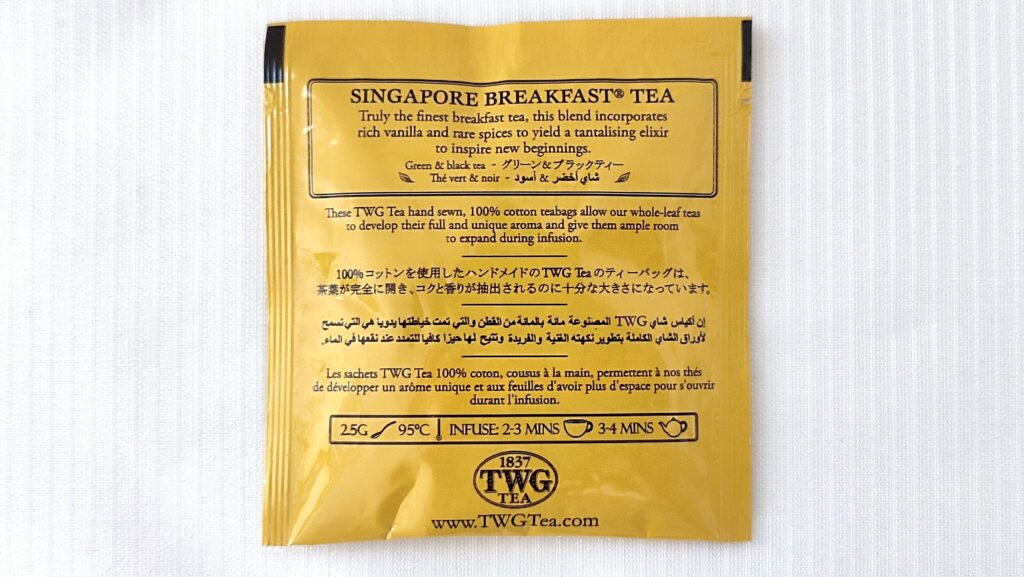 SINGAPORE BREAKFAST® TEA
Truly the finest breakfast tea, this blend incorporates
rich vanilla and rare spices to yield a tantalising elixir
to inspire new beginnings.
Green & black tea - グリーン&ブラックティー
Thé vert & noir - شاي أخضر & أسود
These TWG Tea hand sewn, 100% cotton teabags allow our whole-leaf teas
to develop their full and unique aroma and give them ample room
to expand during infusion.
100%コットンを使用したハンドメイドのTWG Teaのティーバッグは、
茶葉が完全に開き、コクと香りが抽出されるのに十分な大きさになっています。
إن أكياس شاي TWG المصنوعة مائة بالمائة من القطن والتي تمت خياطتها يدويا هي التي تسمح
لأوراق الشاي الكاملة بتطوير نكهته الغنية والفريدة وتتيح لها حيزا كافيا للتمدد عند نقعها في الماء.
Les sachets TWG Tea 100% coton, cousus à la main, permettent à nos thés
de développer un arôme unique et aux feuilles d'avoir plus d'espace pour s'ouvrir
durant l'infusion.
2.5G 95°C INFUSE: 2-3 MINS 3-4 MINS
1837
TWG
TEA
www.TWGTea.com